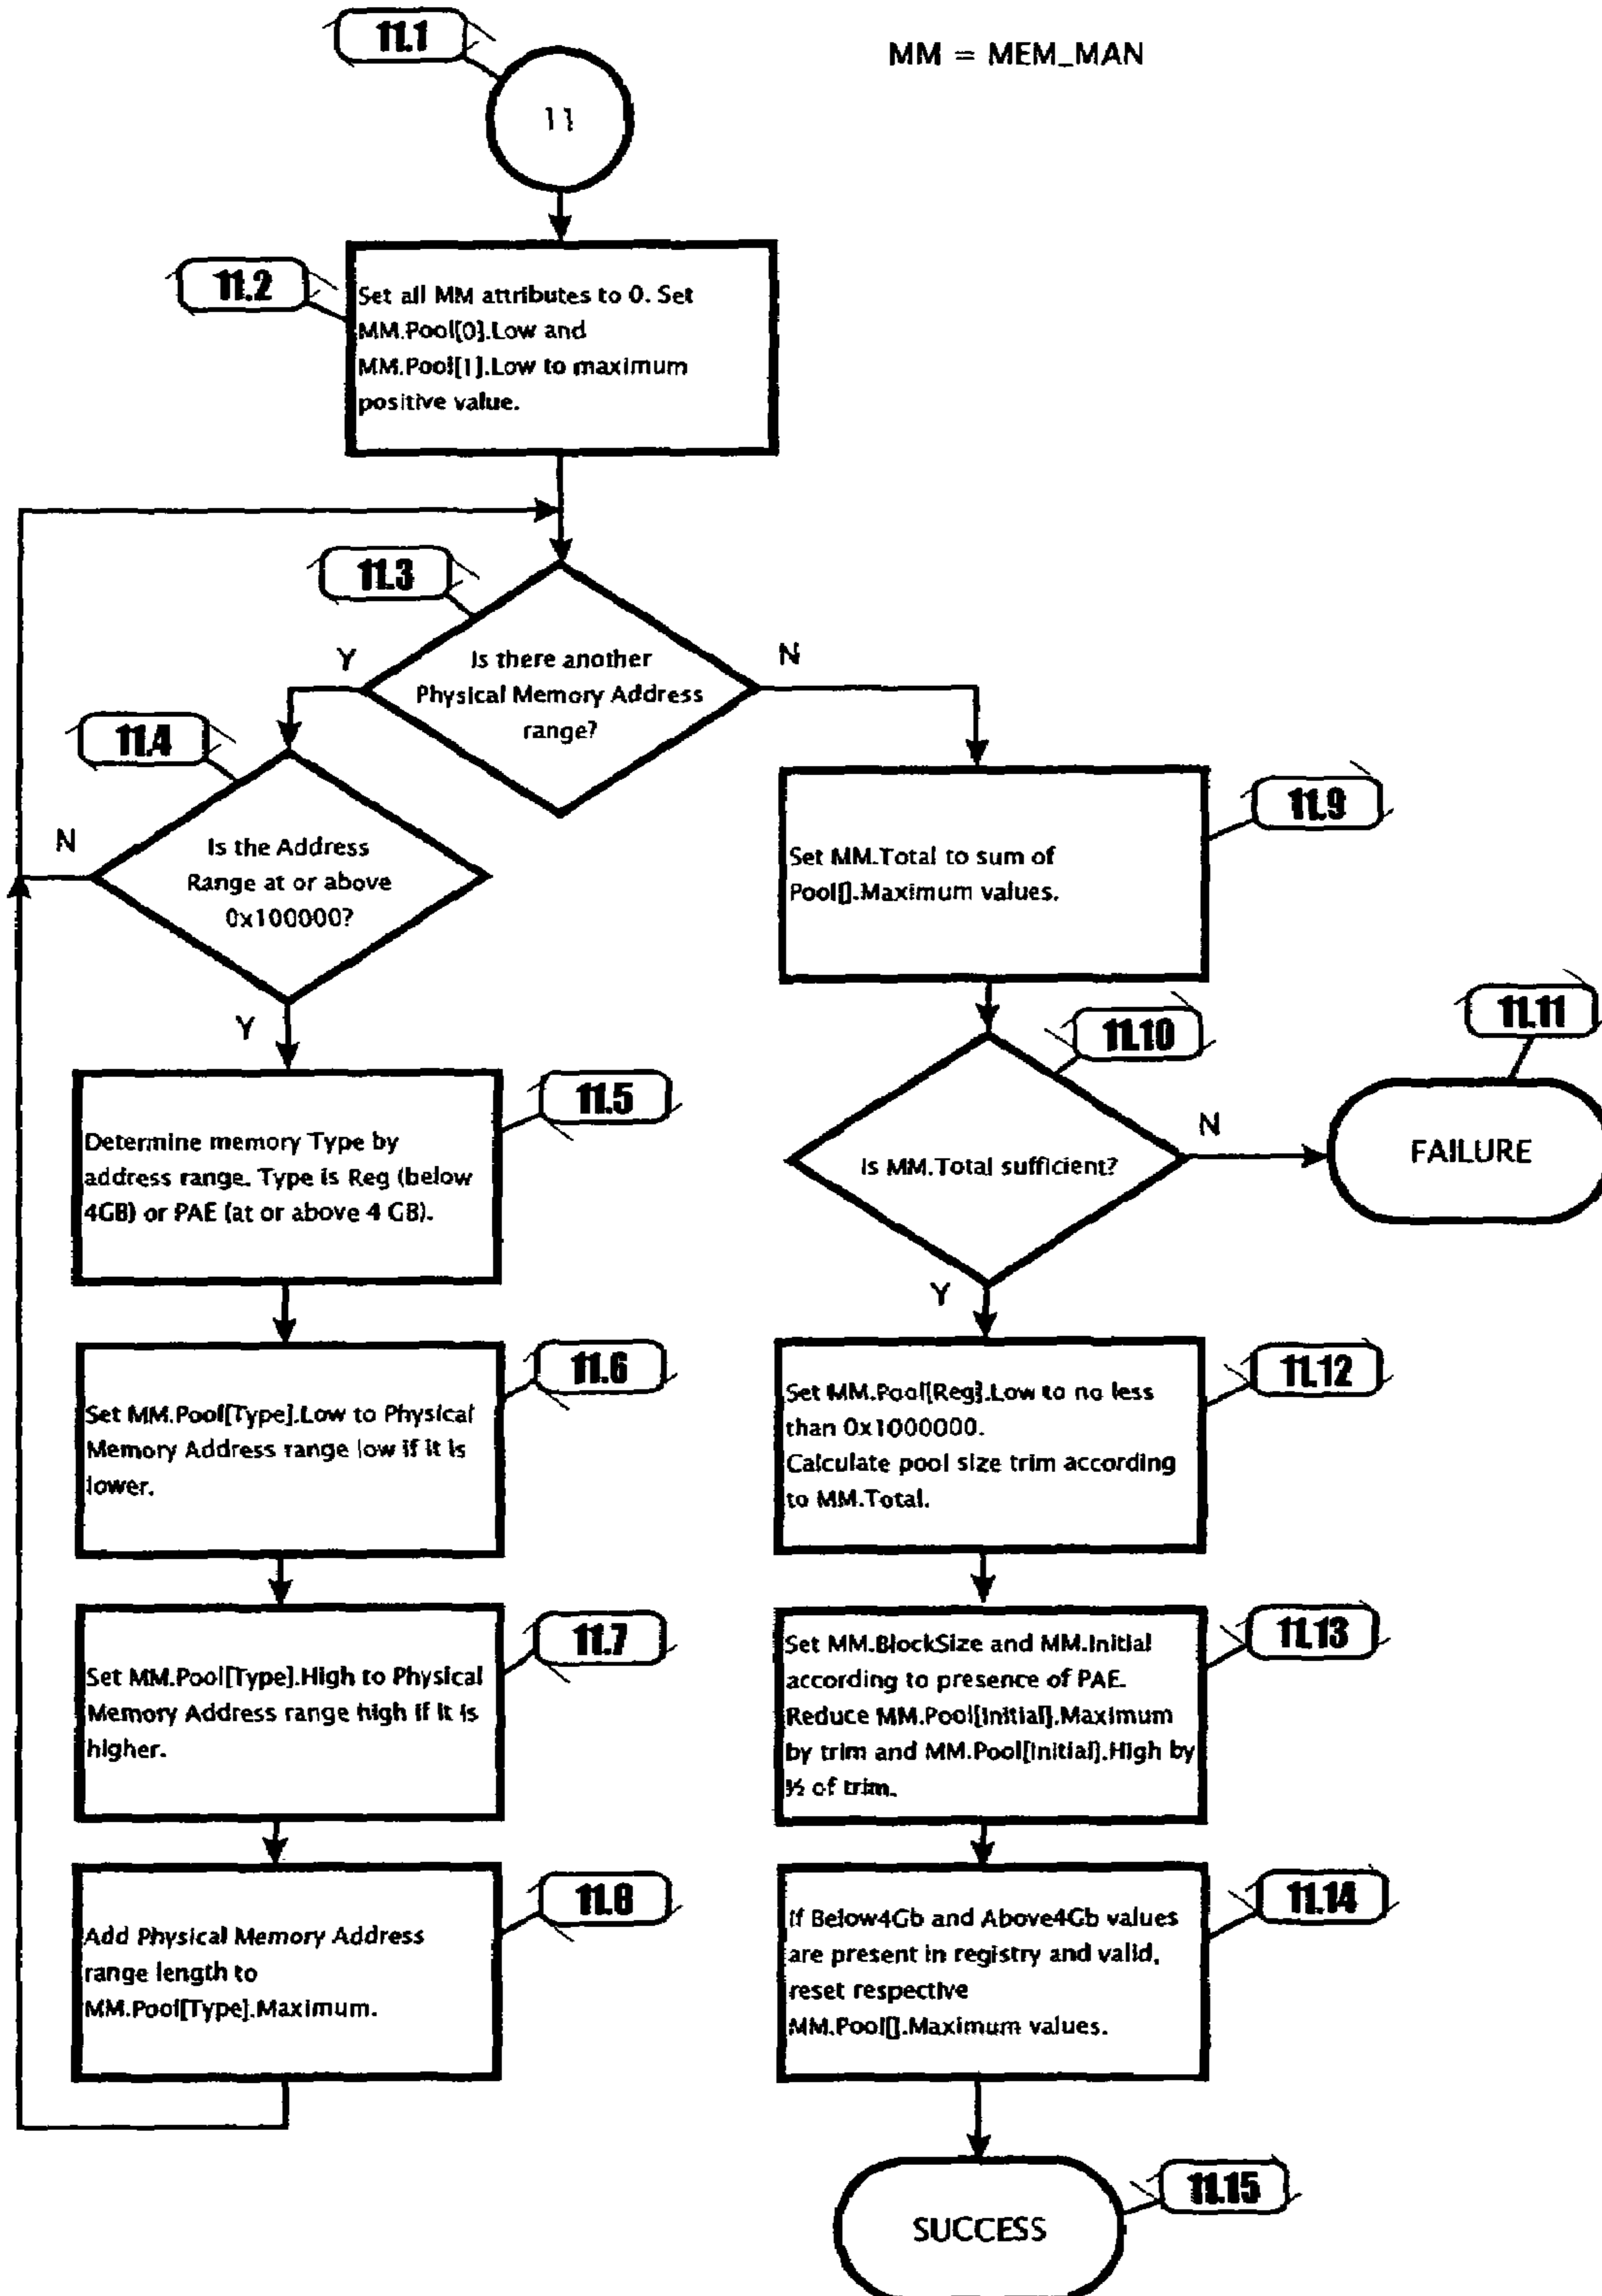 11.1
MM = MEM_MAN
11
11.2
Set all MM attributes to 0. Set
MM.Pool[0].Low and
MM.Pool[1].Low to maximum
positive value.
11.3
Is there another
Physical Memory Address
range?
Y
N
11.4
Is the Address
Range at or above
0x100000?
N
Y
11.5
Determine memory Type by
address range. Type is Reg (below
4GB) or PAE (at or above 4 GB).
11.6
Set MM.Pool[Type].Low to Physical
Memory Address range low if it is
lower.
11.7
Set MM.Pool[Type].High to Physical
Memory Address range high if it is
higher.
11.8
Add Physical Memory Address
range length to
MM.Pool[Type].Maximum.
11.9
Set MM.Total to sum of
Pool[].Maximum values.
11.10
Is MM.Total sufficient?
N
Y
11.11
FAILURE
11.12
Set MM.Pool[Reg].Low to no less
than 0x1000000.
Calculate pool size trim according
to MM.Total.
11.13
Set MM.BlockSize and MM.Initial
according to presence of PAE.
Reduce MM.Pool[Initial].Maximum
by trim and MM.Pool[Initial].High by
½ of trim.
11.14
If Below4Gb and Above4Gb values
are present in registry and valid,
reset respective
MM.Pool[].Maximum values.
11.15
SUCCESS